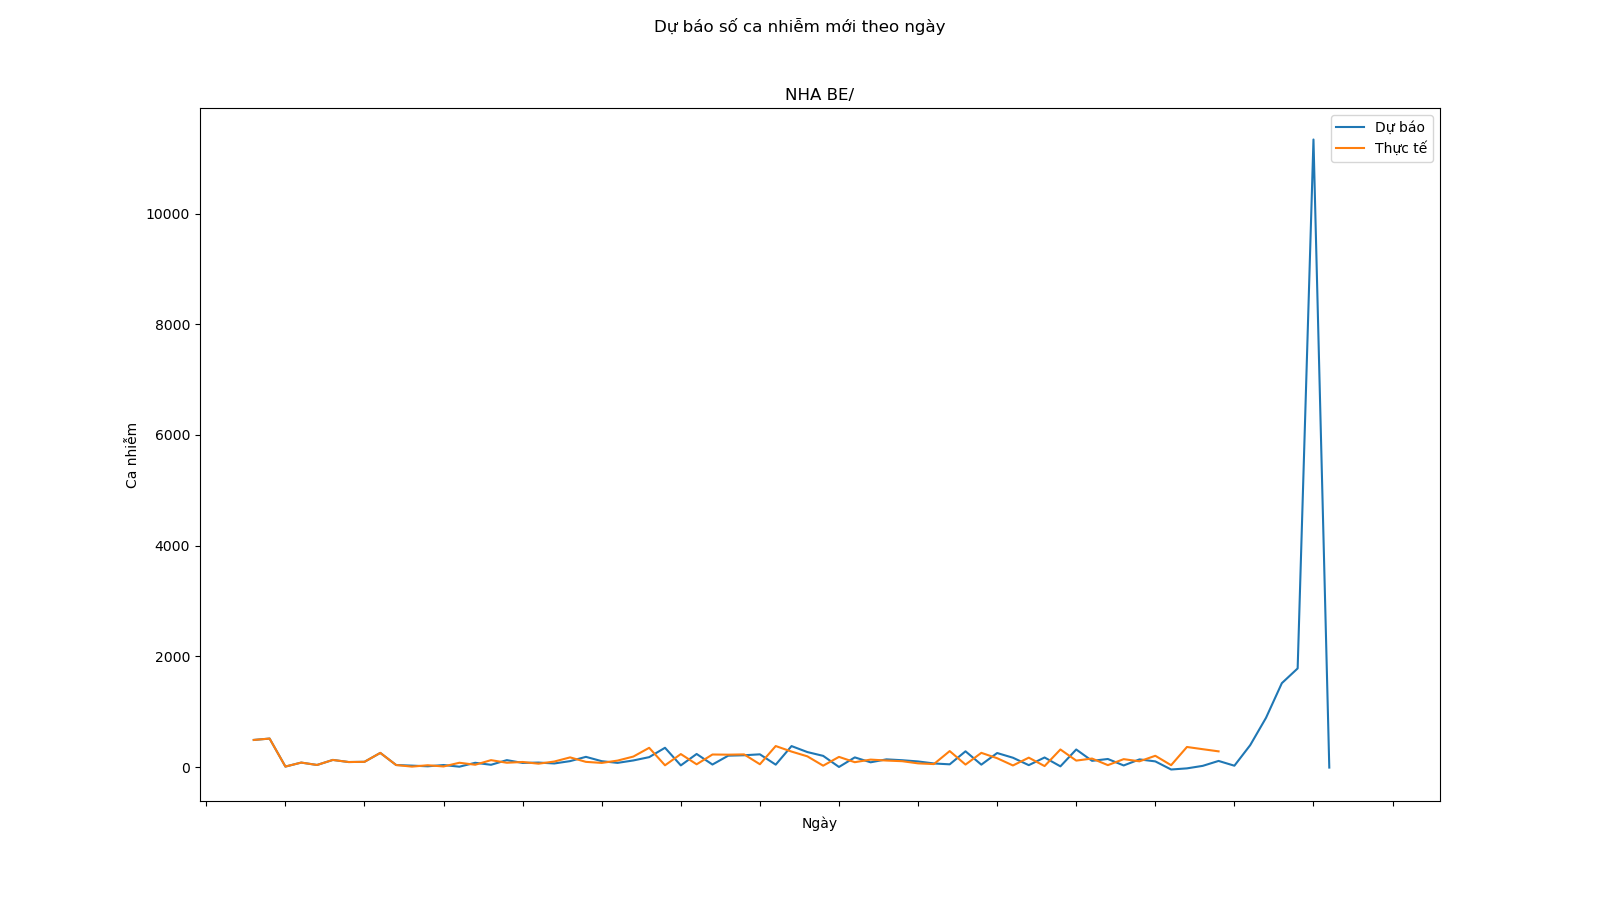 Dự báo số ca nhiễm mới theo ngày
NHA BE/
Dự báo
Thực tế
10000
8000
6000
4000
2000
0
Ca nhiễm
Ngày